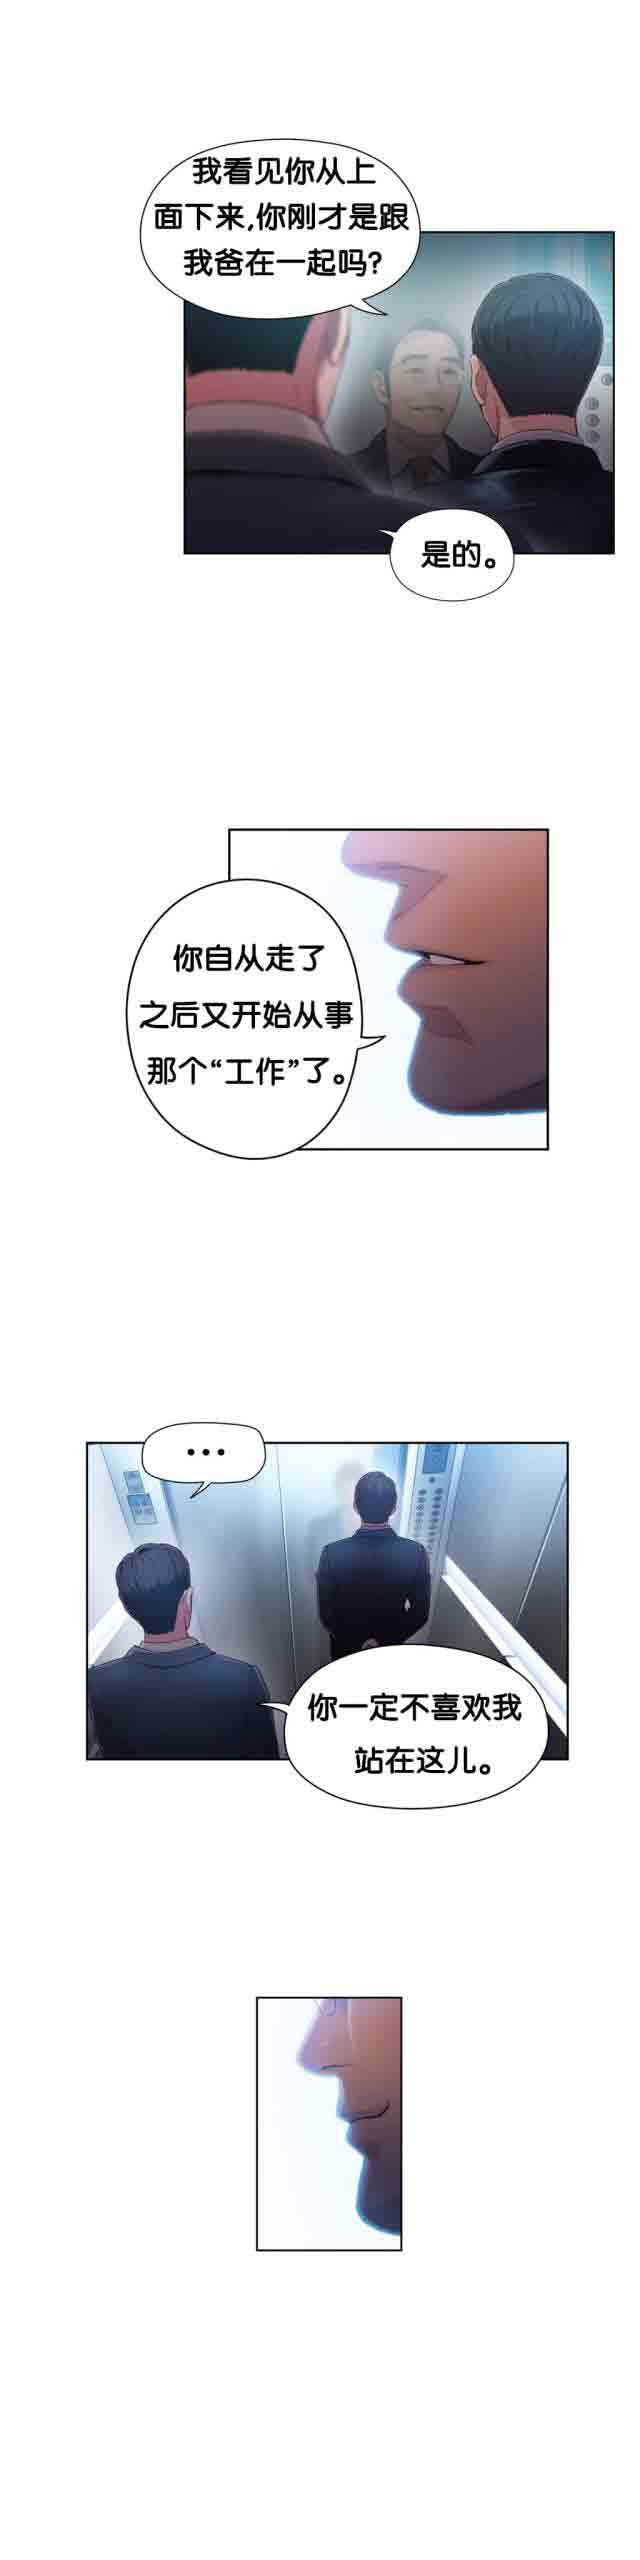 我看见你从上
面下来,你刚才是跟
我爸在一起吗?
是的。
你自从走了
之后又开始从事
那个“工作”了。
...
你一定不喜欢我
站在这儿。